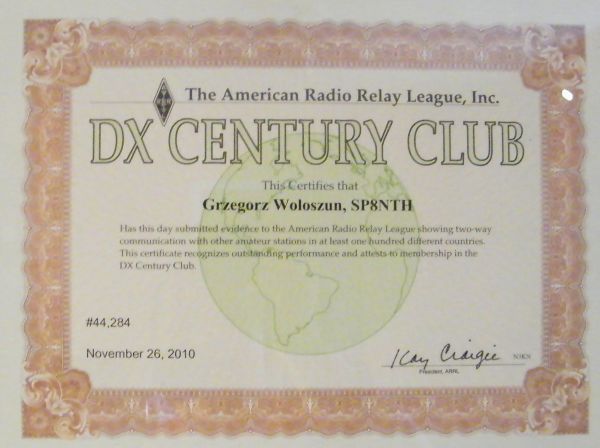 The American Radio Relay League, Inc.
DX CENTURY CLUB
This Certifies that
Grzegorz Woloszun, SP8NTH
Has this day submitted evidence to the American Radio Relay League showing two-way
communication with other amateur stations in at least one hundred different countries.
This certificate recognizes outstanding performance and attests to membership in the
DX Century Club.
#44,284
November 26, 2010
Kay Craigie N3KN
President, ARRL